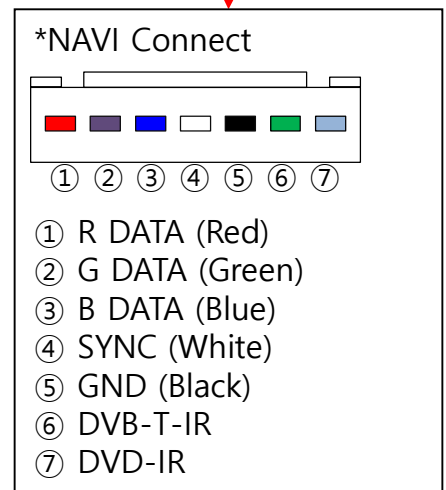 *NAVI Connect
① ② ③ ④ ⑤ ⑥ ⑦
① R DATA (Red)
② G DATA (Green)
③ B DATA (Blue)
④ SYNC (White)
⑤ GND (Black)
⑥ DVB-T-IR
⑦ DVD-IR